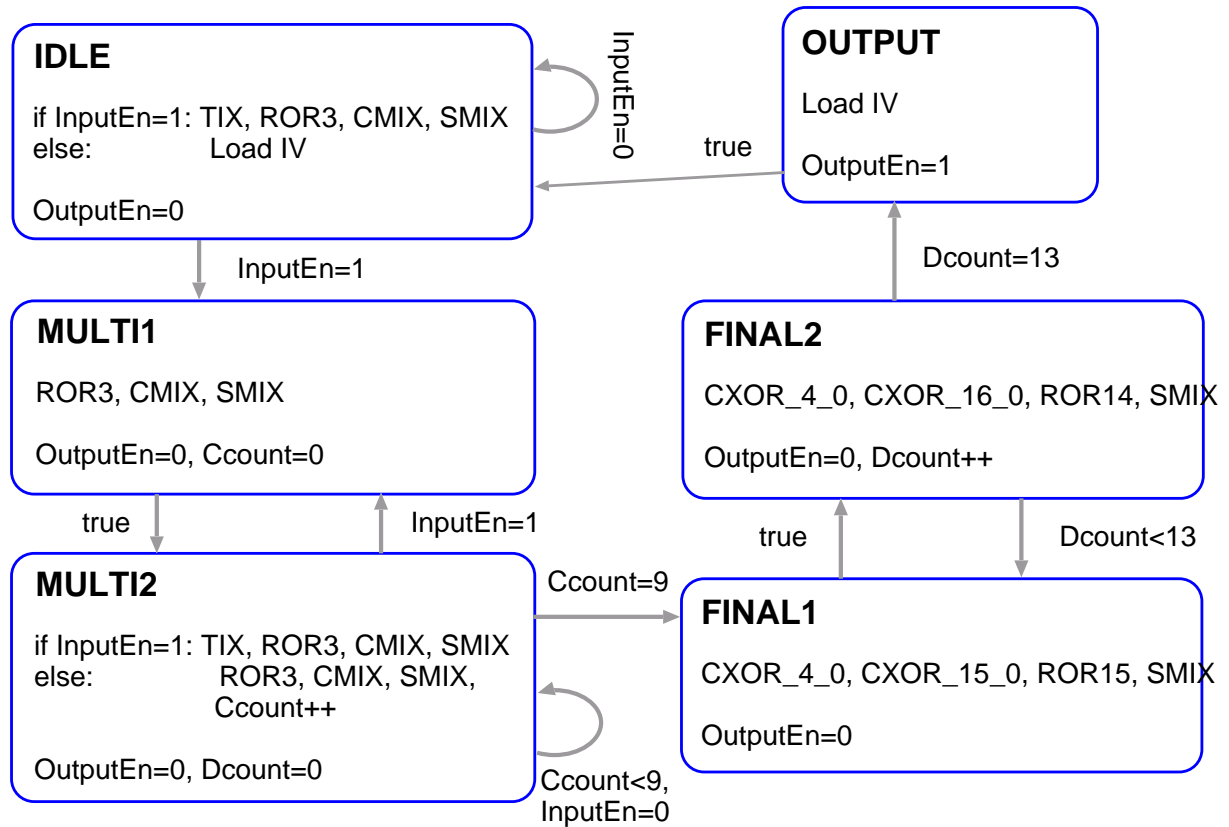 IDLE
if InputEn=1: TIX, ROR3, CMIX, SMIX
else: Load IV
OutputEn=0
InputEn=0
true
OUTPUT
Load IV
OutputEn=1
InputEn=1
Dcount=13
MULTI1
ROR3, CMIX, SMIX
OutputEn=0, Ccount=0
FINAL2
CXOR_4_0, CXOR_16_0, ROR14, SMIX
OutputEn=0, Dcount++
true
InputEn=1
true
Dcount<13
MULTI2
if InputEn=1: TIX, ROR3, CMIX, SMIX
else: ROR3, CMIX, SMIX,
Ccount++
OutputEn=0, Dcount=0
Ccount=9
Ccount<9,
InputEn=0
FINAL1
CXOR_4_0, CXOR_15_0, ROR15, SMIX
OutputEn=0